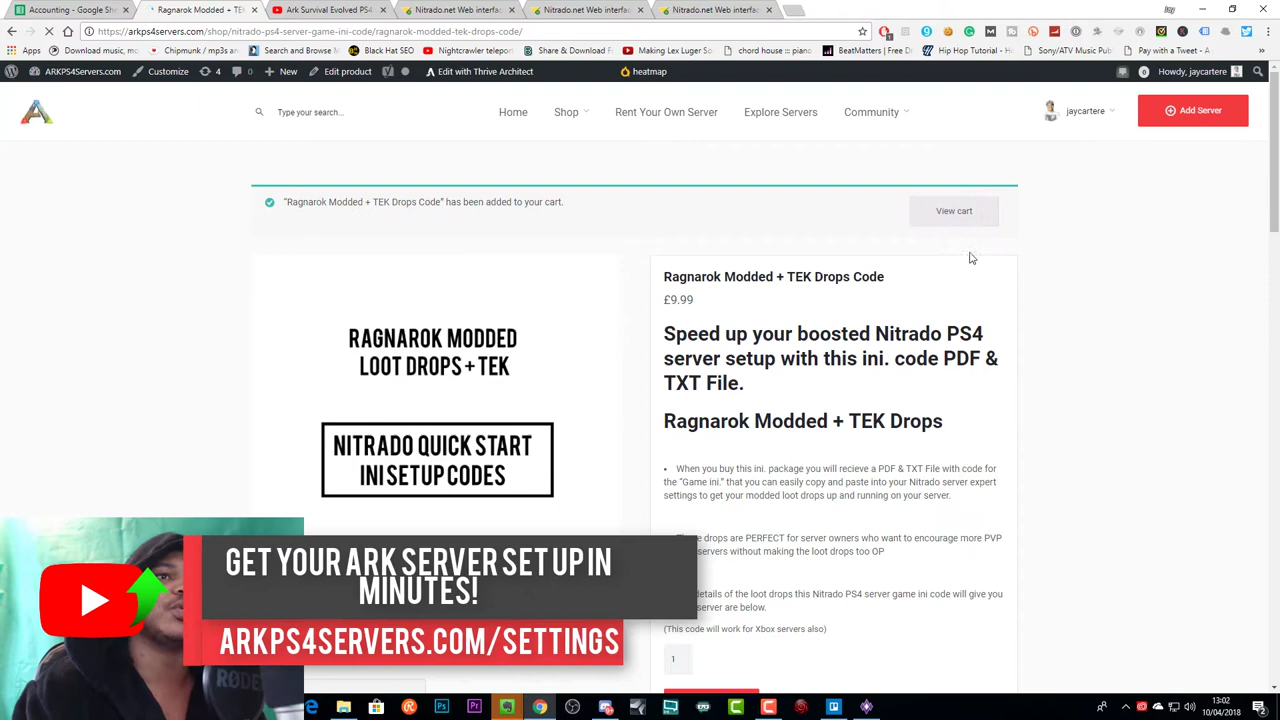 Accounting - Google She
Ragnarok Modded + TEK
Ark Survival Evolved PS4
Nitrado.net Web interfac
Nitrado.net Web interfac
Nitrado.net Web interfac
Jay
https://arkps4servers.com/shop/nitrado-ps4-server-game-ini-code/ragnarok-modded-tek-drops-code/
Apps
Download music, mo
Chipmunk / mp3s and
Search and Browse M
Black Hat SEO
Nightcrawler telepor
Share & Download F
Making Lex Luger
chord house ::: piano
BeatMatters | Free D
Hip Hop Tutorial - H
Sony/ATV Music Pub
Pay with a Tweet - A
ARKPS4Servers.com
Customize
4
0
New
Edit product
Edit with Thrive Architect
heatmap
0
Howdy, jaycartere
Type your search...
Home
Shop
Rent Your Own Server
Explore Servers
Community
jaycartere
Add Server
“Ragnarok Modded + TEK Drops Code” has been added to your cart.
View cart
RAGNAROK MODDED
LOOT DROPS + TEK
NITRADO QUICK START
INI SETUP CODES
Ragnarok Modded + TEK Drops Code
£9.99
Speed up your boosted Nitrado PS4
server setup with this ini. code PDF &
TXT File.
Ragnarok Modded + TEK Drops
• When you buy this ini. package you will recieve a PDF & TXT File with code for
the “Game ini.” that you can easily copy and paste into your Nitrado server expert
settings to get your modded loot drops up and running on your server.
drops are PERFECT for server owners who want to encourage more PVP
servers without making the loot drops too OP
details of the loot drops this Nitrado PS4 server game ini code will give you
server are below.
(This code will work for Xbox servers also)
1
GET YOUR ARK SERVER SET UP IN
MINUTES!
ARKPS4SERVERS.COM/SETTINGS
RØDE
13:02
10/04/2018
2